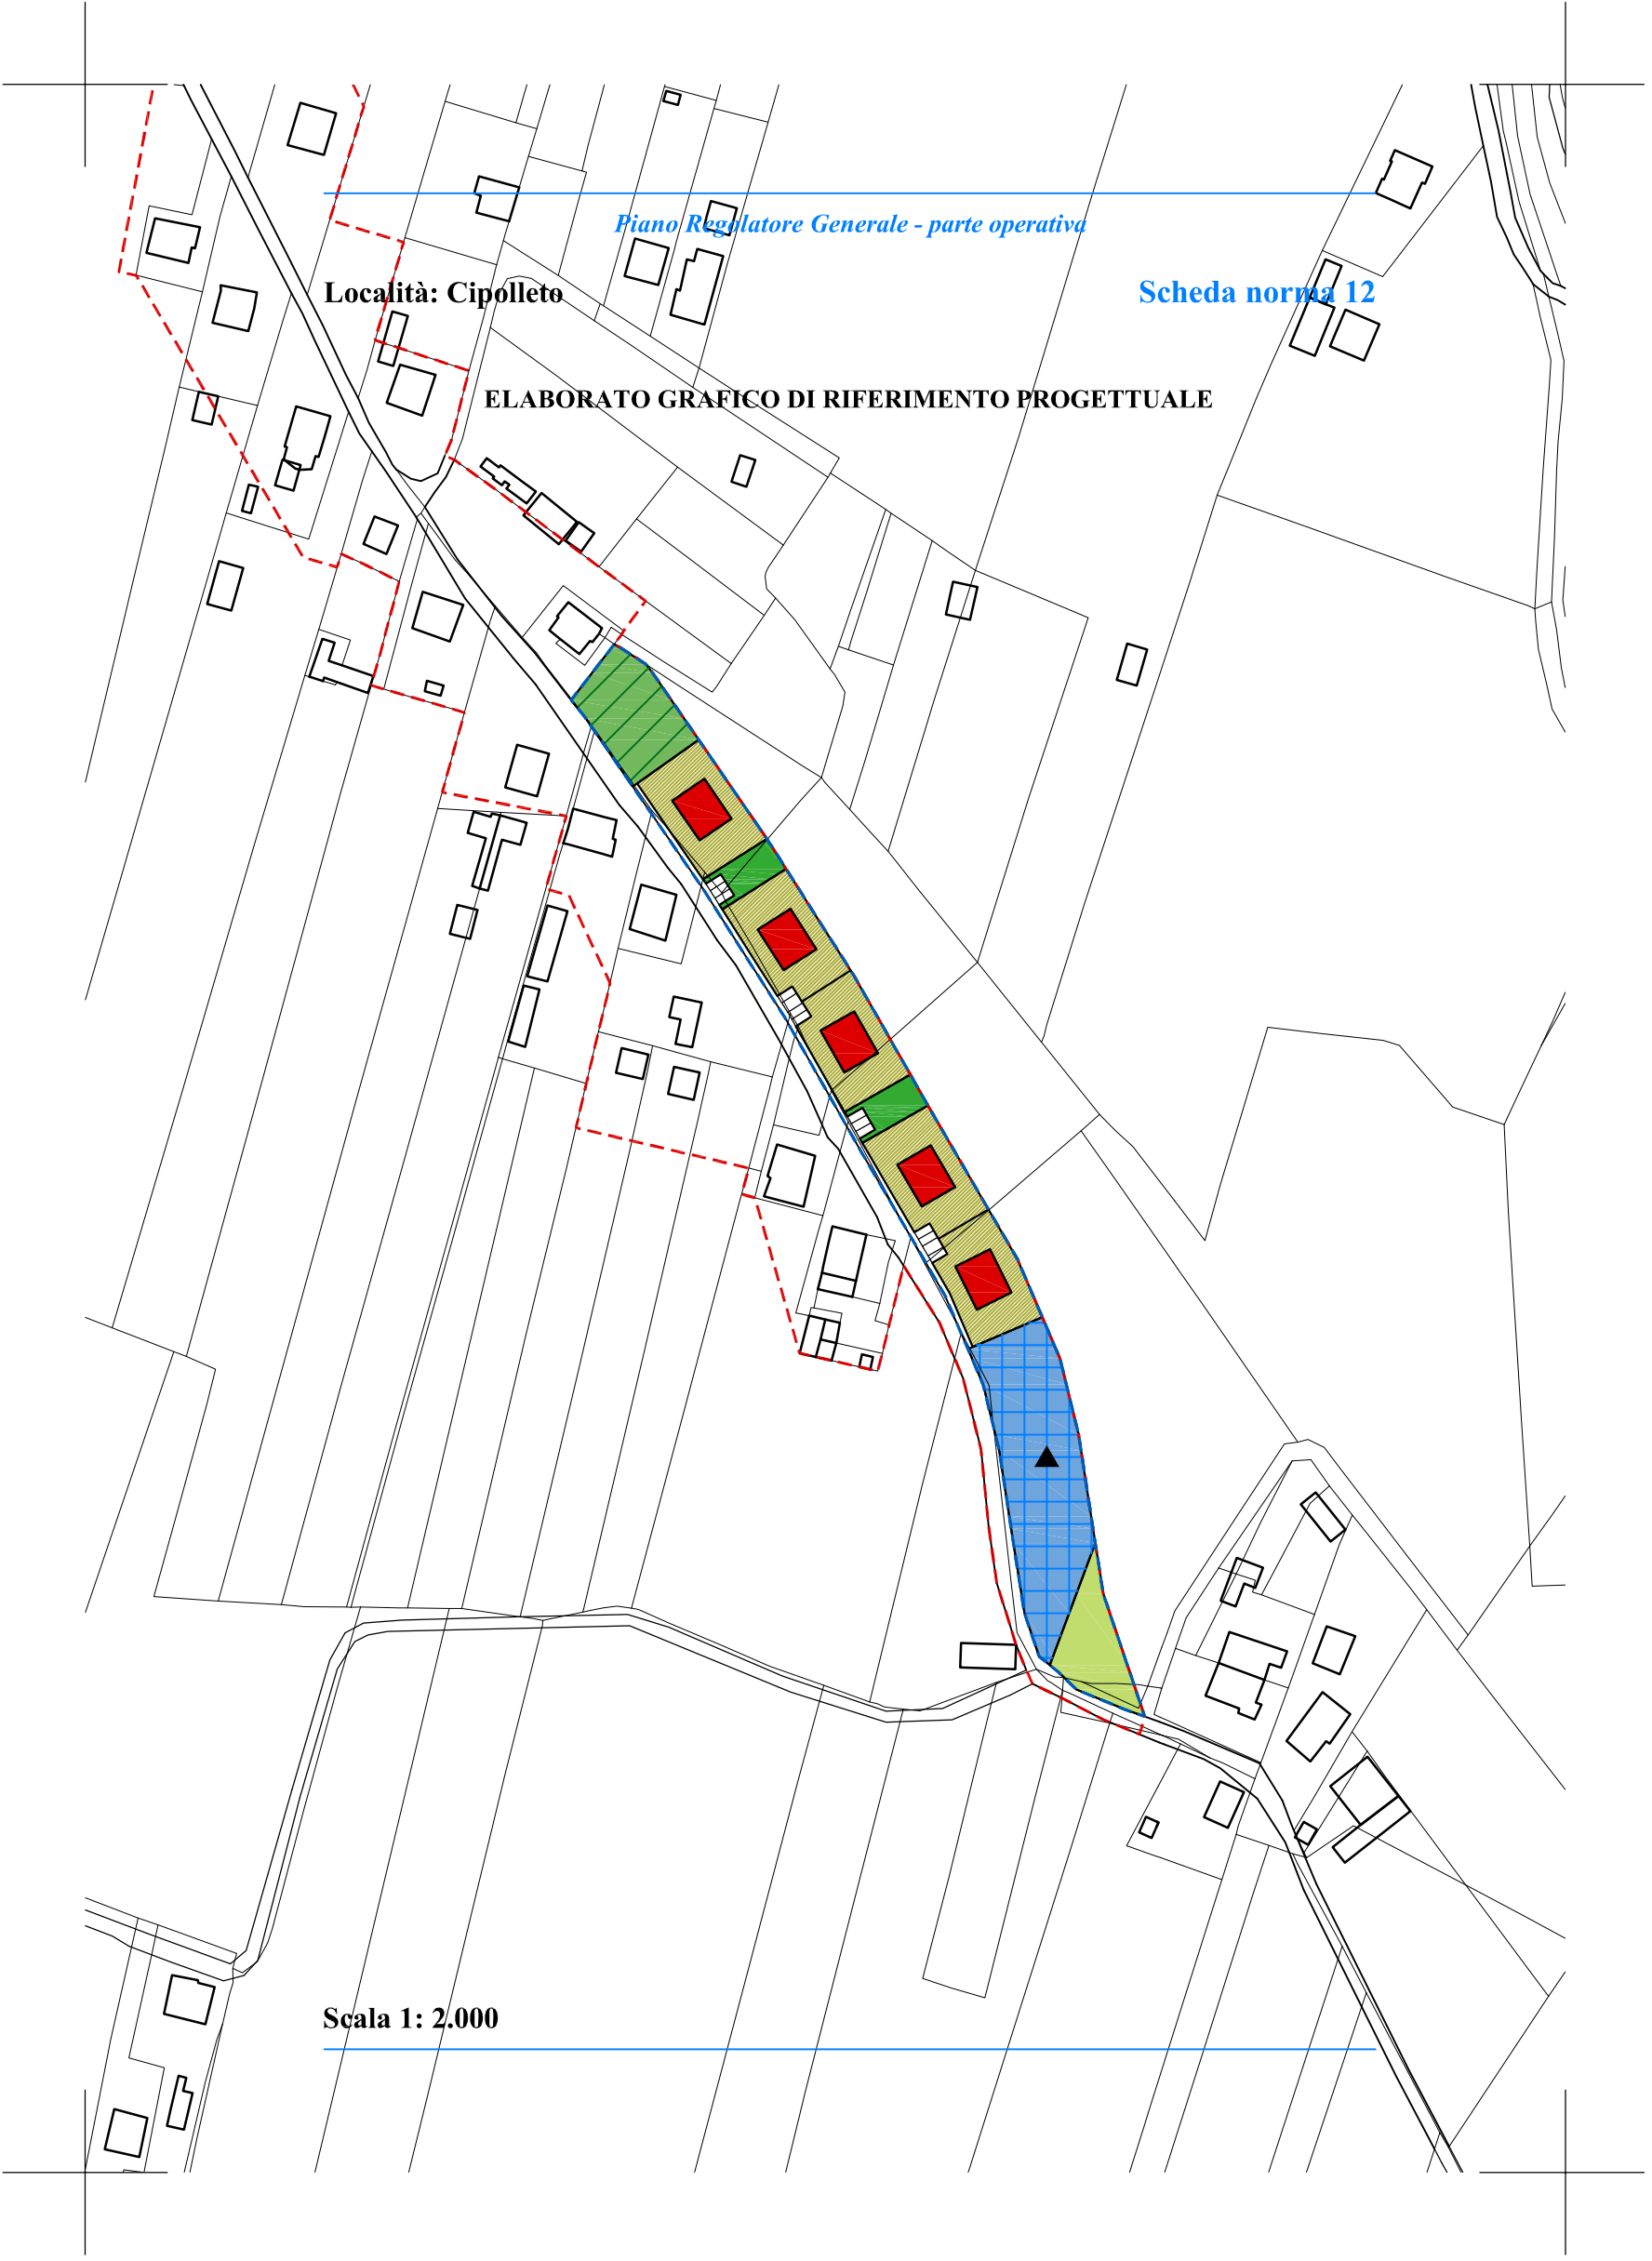 Piano Regolatore Generale - parte operativa
Località: Cipolleto
Scheda norma 12
ELABORATO GRAFICO DI RIFERIMENTO PROGETTUALE
Scala 1: 2.000